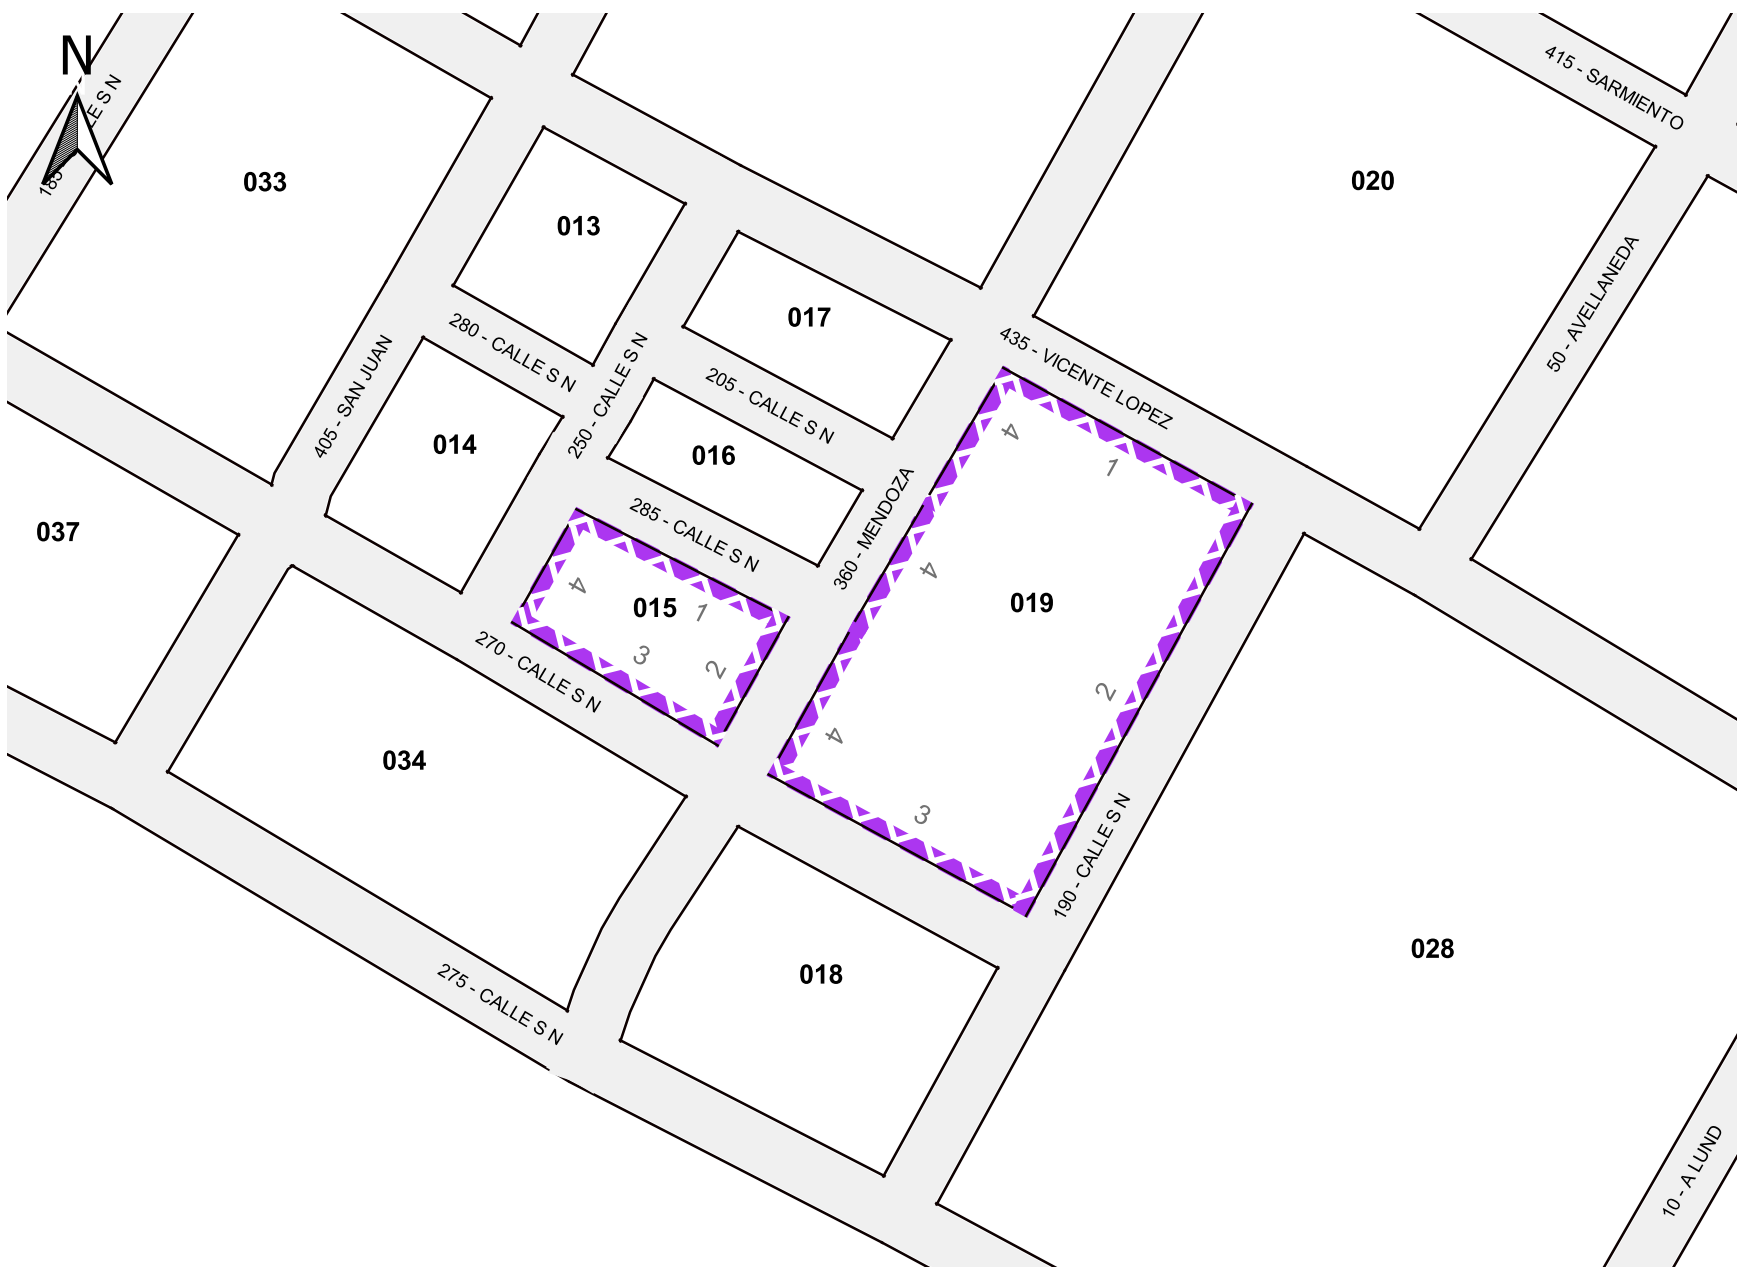 N
415 - SARMIENTO
033
020
013
50 - AVELLANEDA
017
280 - CALLE S N
435 - VICENTE LOPEZ
405 - SAN JUAN
250 - CALLE S N
205 - CALLE S N
014
016
4
1
360 - MENDOZA
285 - CALLE S N
037
4
4
015
1
019
3
2
270 - CALLE S N
2
4
034
3
190 - CALLE S N
028
018
275 - CALLE S N
10 - A LUND